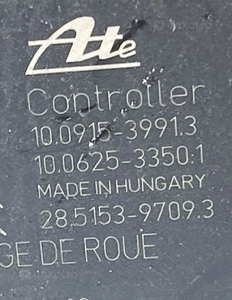 Ate
Controller
10.0915-3991.3
10.0625-3350:1
MADE IN HUNGARY
28.5153-9709.3
GE DE ROUE